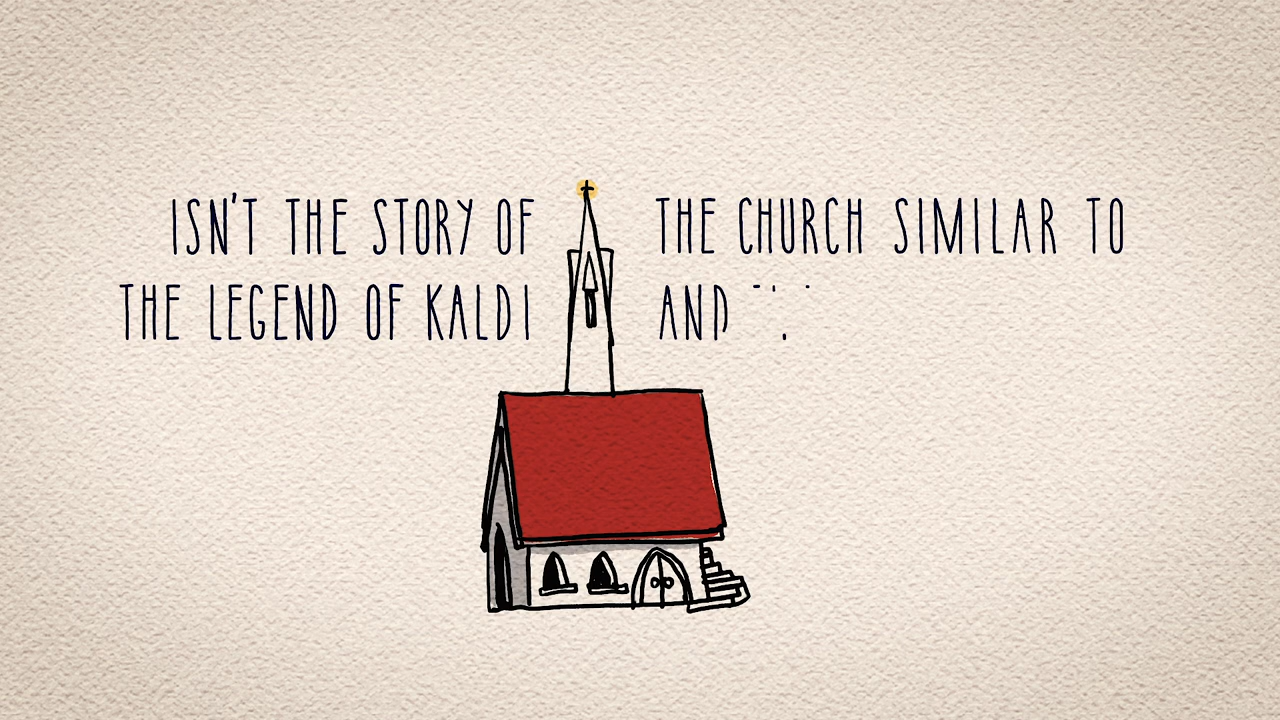 ISN'T THE STORY OF THE CHURCH SIMILAR TO
THE LEGEND OF KALDI AND